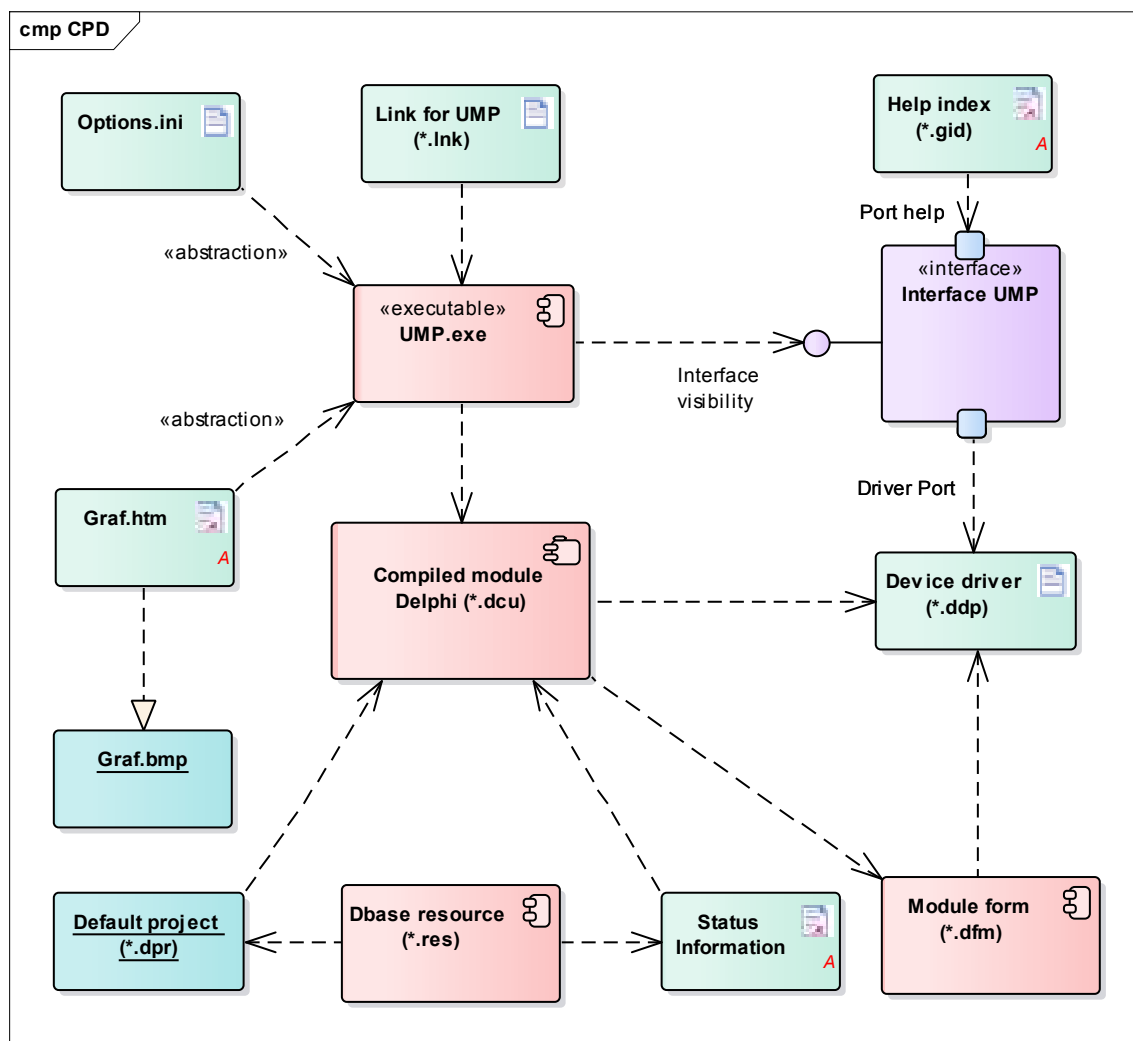 cmp CPD
Options.ini
Link for UMP
(*.lnk)
Help index
(*.gid)
A
Port help
«abstraction»
«interface»
Interface UMP
«executable»
UMP.exe
Interface
visibility
«abstraction»
Driver Port
Graf.htm
A
Compiled module
Delphi (*.dcu)
Device driver
(*.ddp)
Graf.bmp
Default project
(*.dpr)
Dbase resource
(*.res)
Status
Information
A
Module form
(*.dfm)